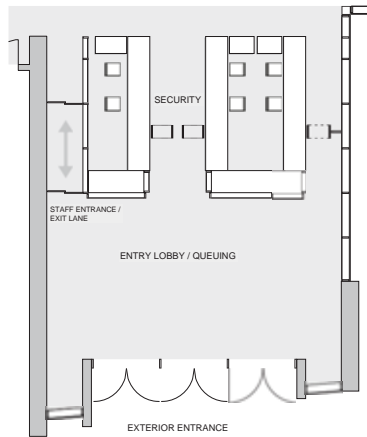 SECURITY
STAFF ENTRANCE /
EXIT LANE
ENTRY LOBBY / QUEUING
EXTERIOR ENTRANCE